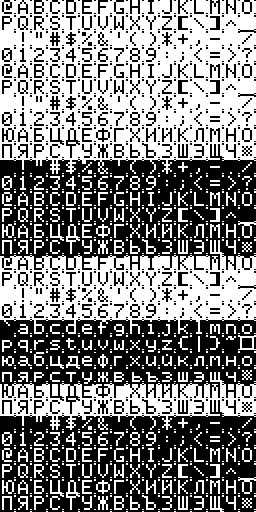 @ABCDEFGHIJKLMNO
PQRSTUVWXYZ[\]^_
!"#$%&'()*+,-./
0123456789:;<=>?
@ABCDEFGHIJKLMNO
PQRSTUVWXYZ[\]^_
!"#$%&'()*+,-./
0123456789:;<=>?
ЮАБЦДЕФГХИЙКЛМНО
ПЯРСТУЖВЬЫЗШЭЩЧ
!"#$%&'()*+,-./
0123456789:;<=>?
@ABCDEFGHIJKLMNO
PQRSTUVWXYZ[\]^_
ЮАБЦДЕФГХИЙКЛМНО
ПЯРСТУЖВЬЫЗШЭЩЧ
@ABCDEFGHIJKLMNO
PQRSTUVWXYZ[\]^_
!"#$%&'()*+,-./
0123456789:;<=>?
`abcdefghijklmno
pqrstuvwxyz{|}~
юабцдефгхийклмно
пярстужвьызшэщч
ЮАБЦДЕФГХИЙКЛМНО
ПЯРСТУЖВЬЫЗШЭЩЧ
!"#$%&'()*+,-./
0123456789:;<=>?
@ABCDEFGHIJKLMNO
PQRSTUVWXYZ[\]^_
ЮАБЦДЕФГХИЙКЛМНО
ПЯРСТУЖВЬЫЗШЭЩЧ